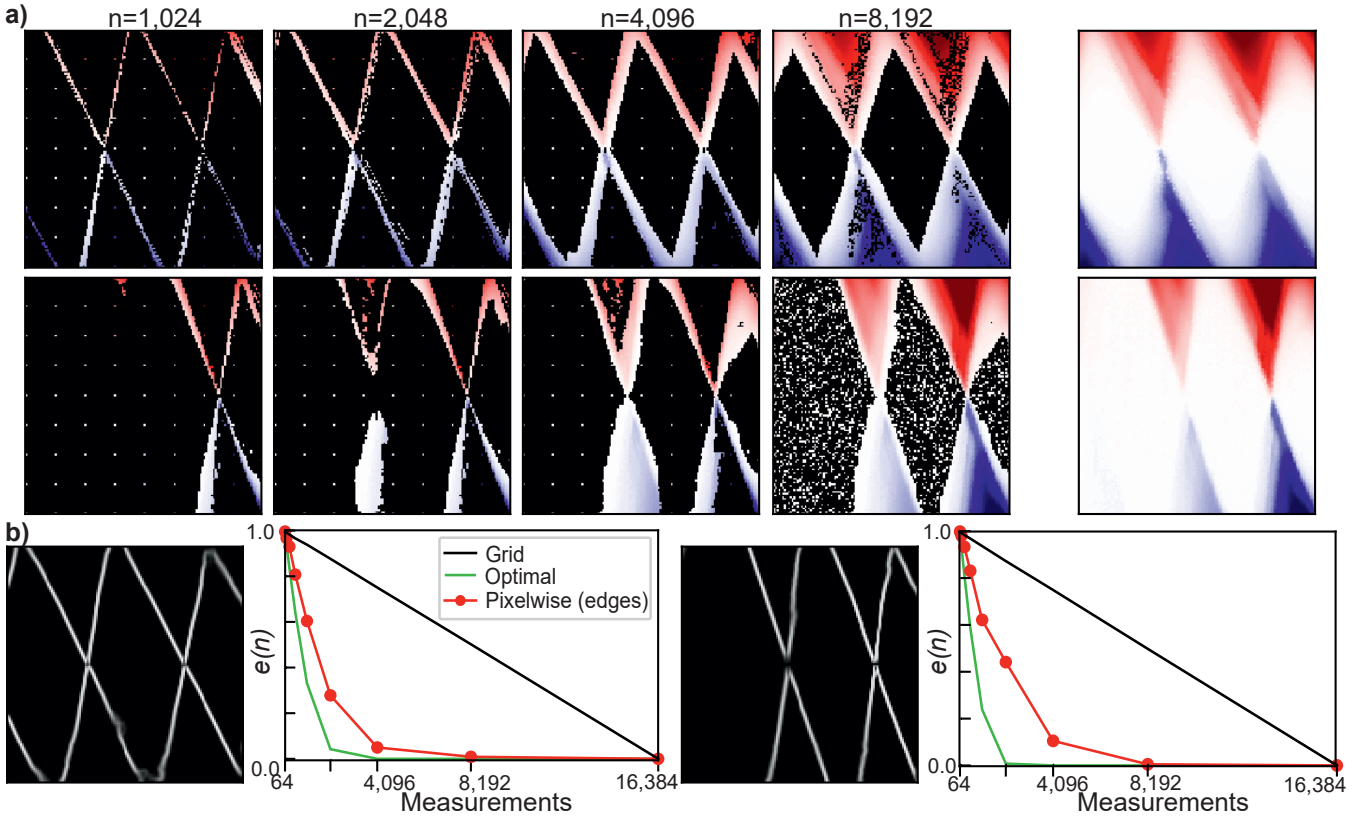 a)
n=1,024 n=2,048 n=4,096 n=8,192
b)
1.0
e(n)
0.0
64 4,096 8,192 16,384
Measurements
Grid
Optimal
Pixelwise (edges)
1.0
e(n)
0.0
64 4,096 8,192 16,384
Measurements